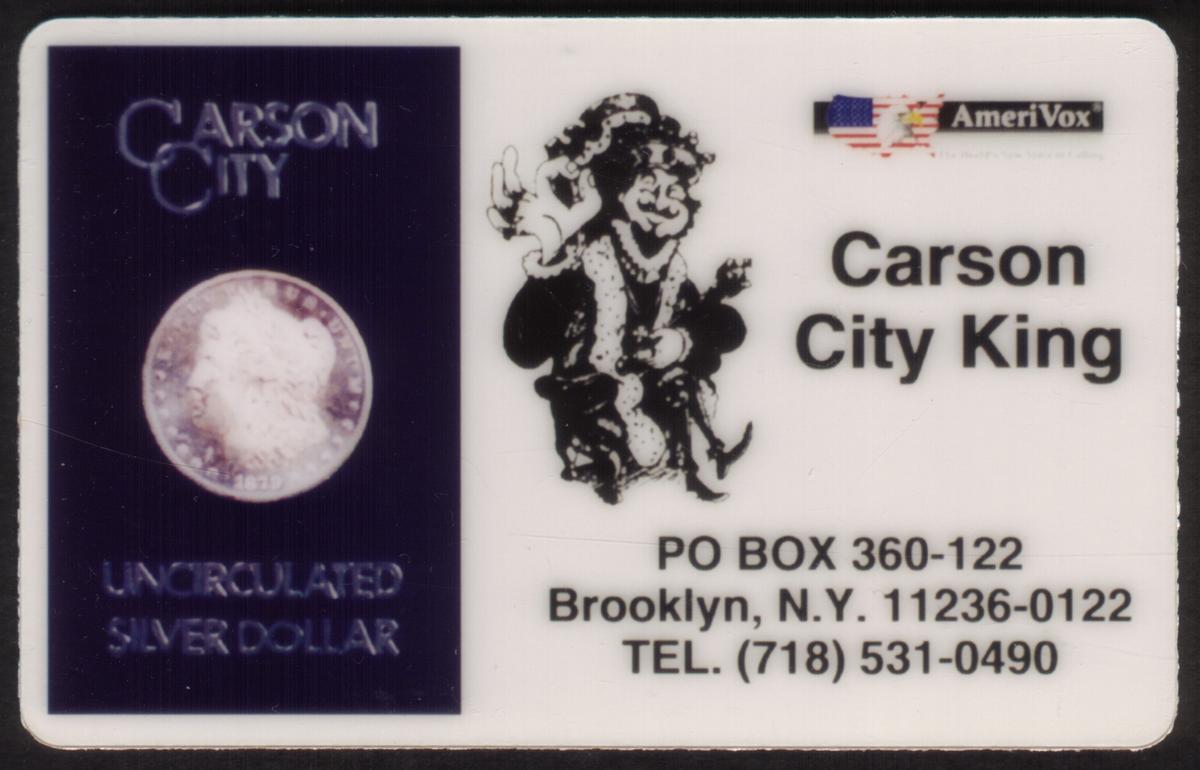 CARSON
CITY
1879
UNCIRCULATED
SILVER DOLLAR
AmeriVox®
Carson
City King
PO BOX 360-122
Brooklyn, N.Y. 11236-0122
TEL. (718) 531-0490